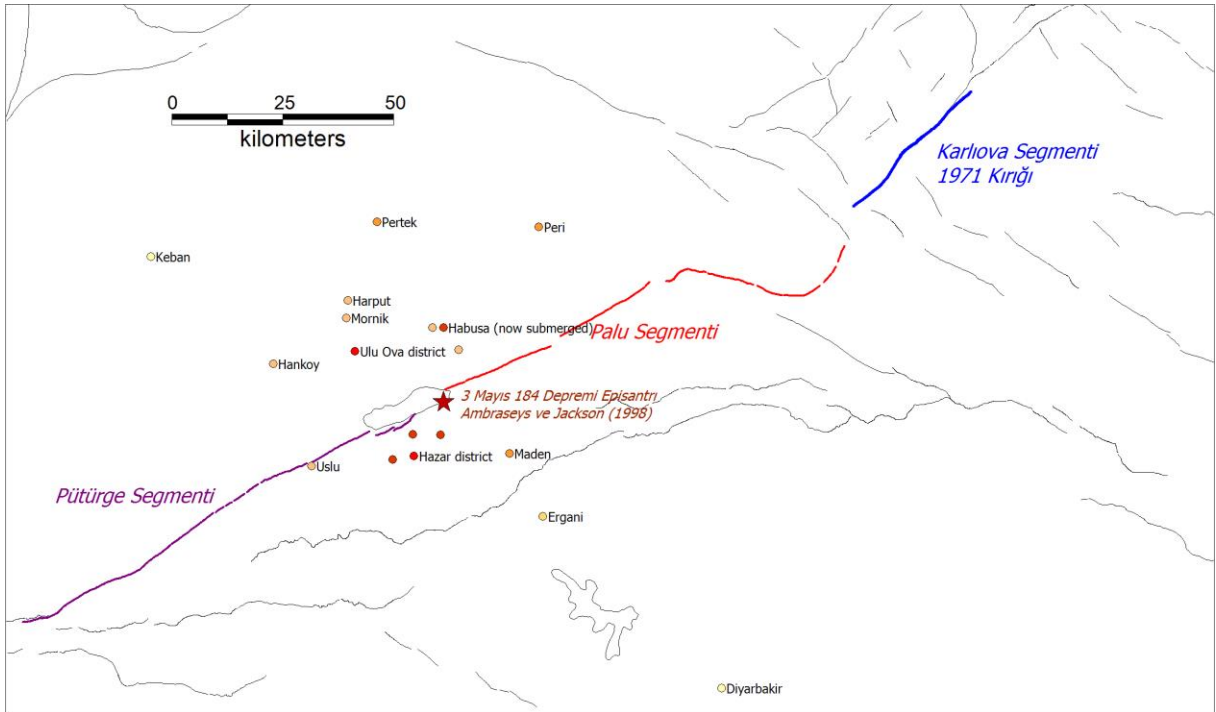 0 25 50
kilometers
Karlıova Segmenti
1971 Kırığı
Pertek
Peri
Keban
Harput
Mornik
Habusa (now submerged)
Palu Segmenti
Ulu Ova district
Hankoy
3 Mayıs 184 Depremi Episantrı
Ambraseys ve Jackson (1998)
Hazar district
Maden
Uslu
Pütürge Segmenti
Ergani
Diyarbakir